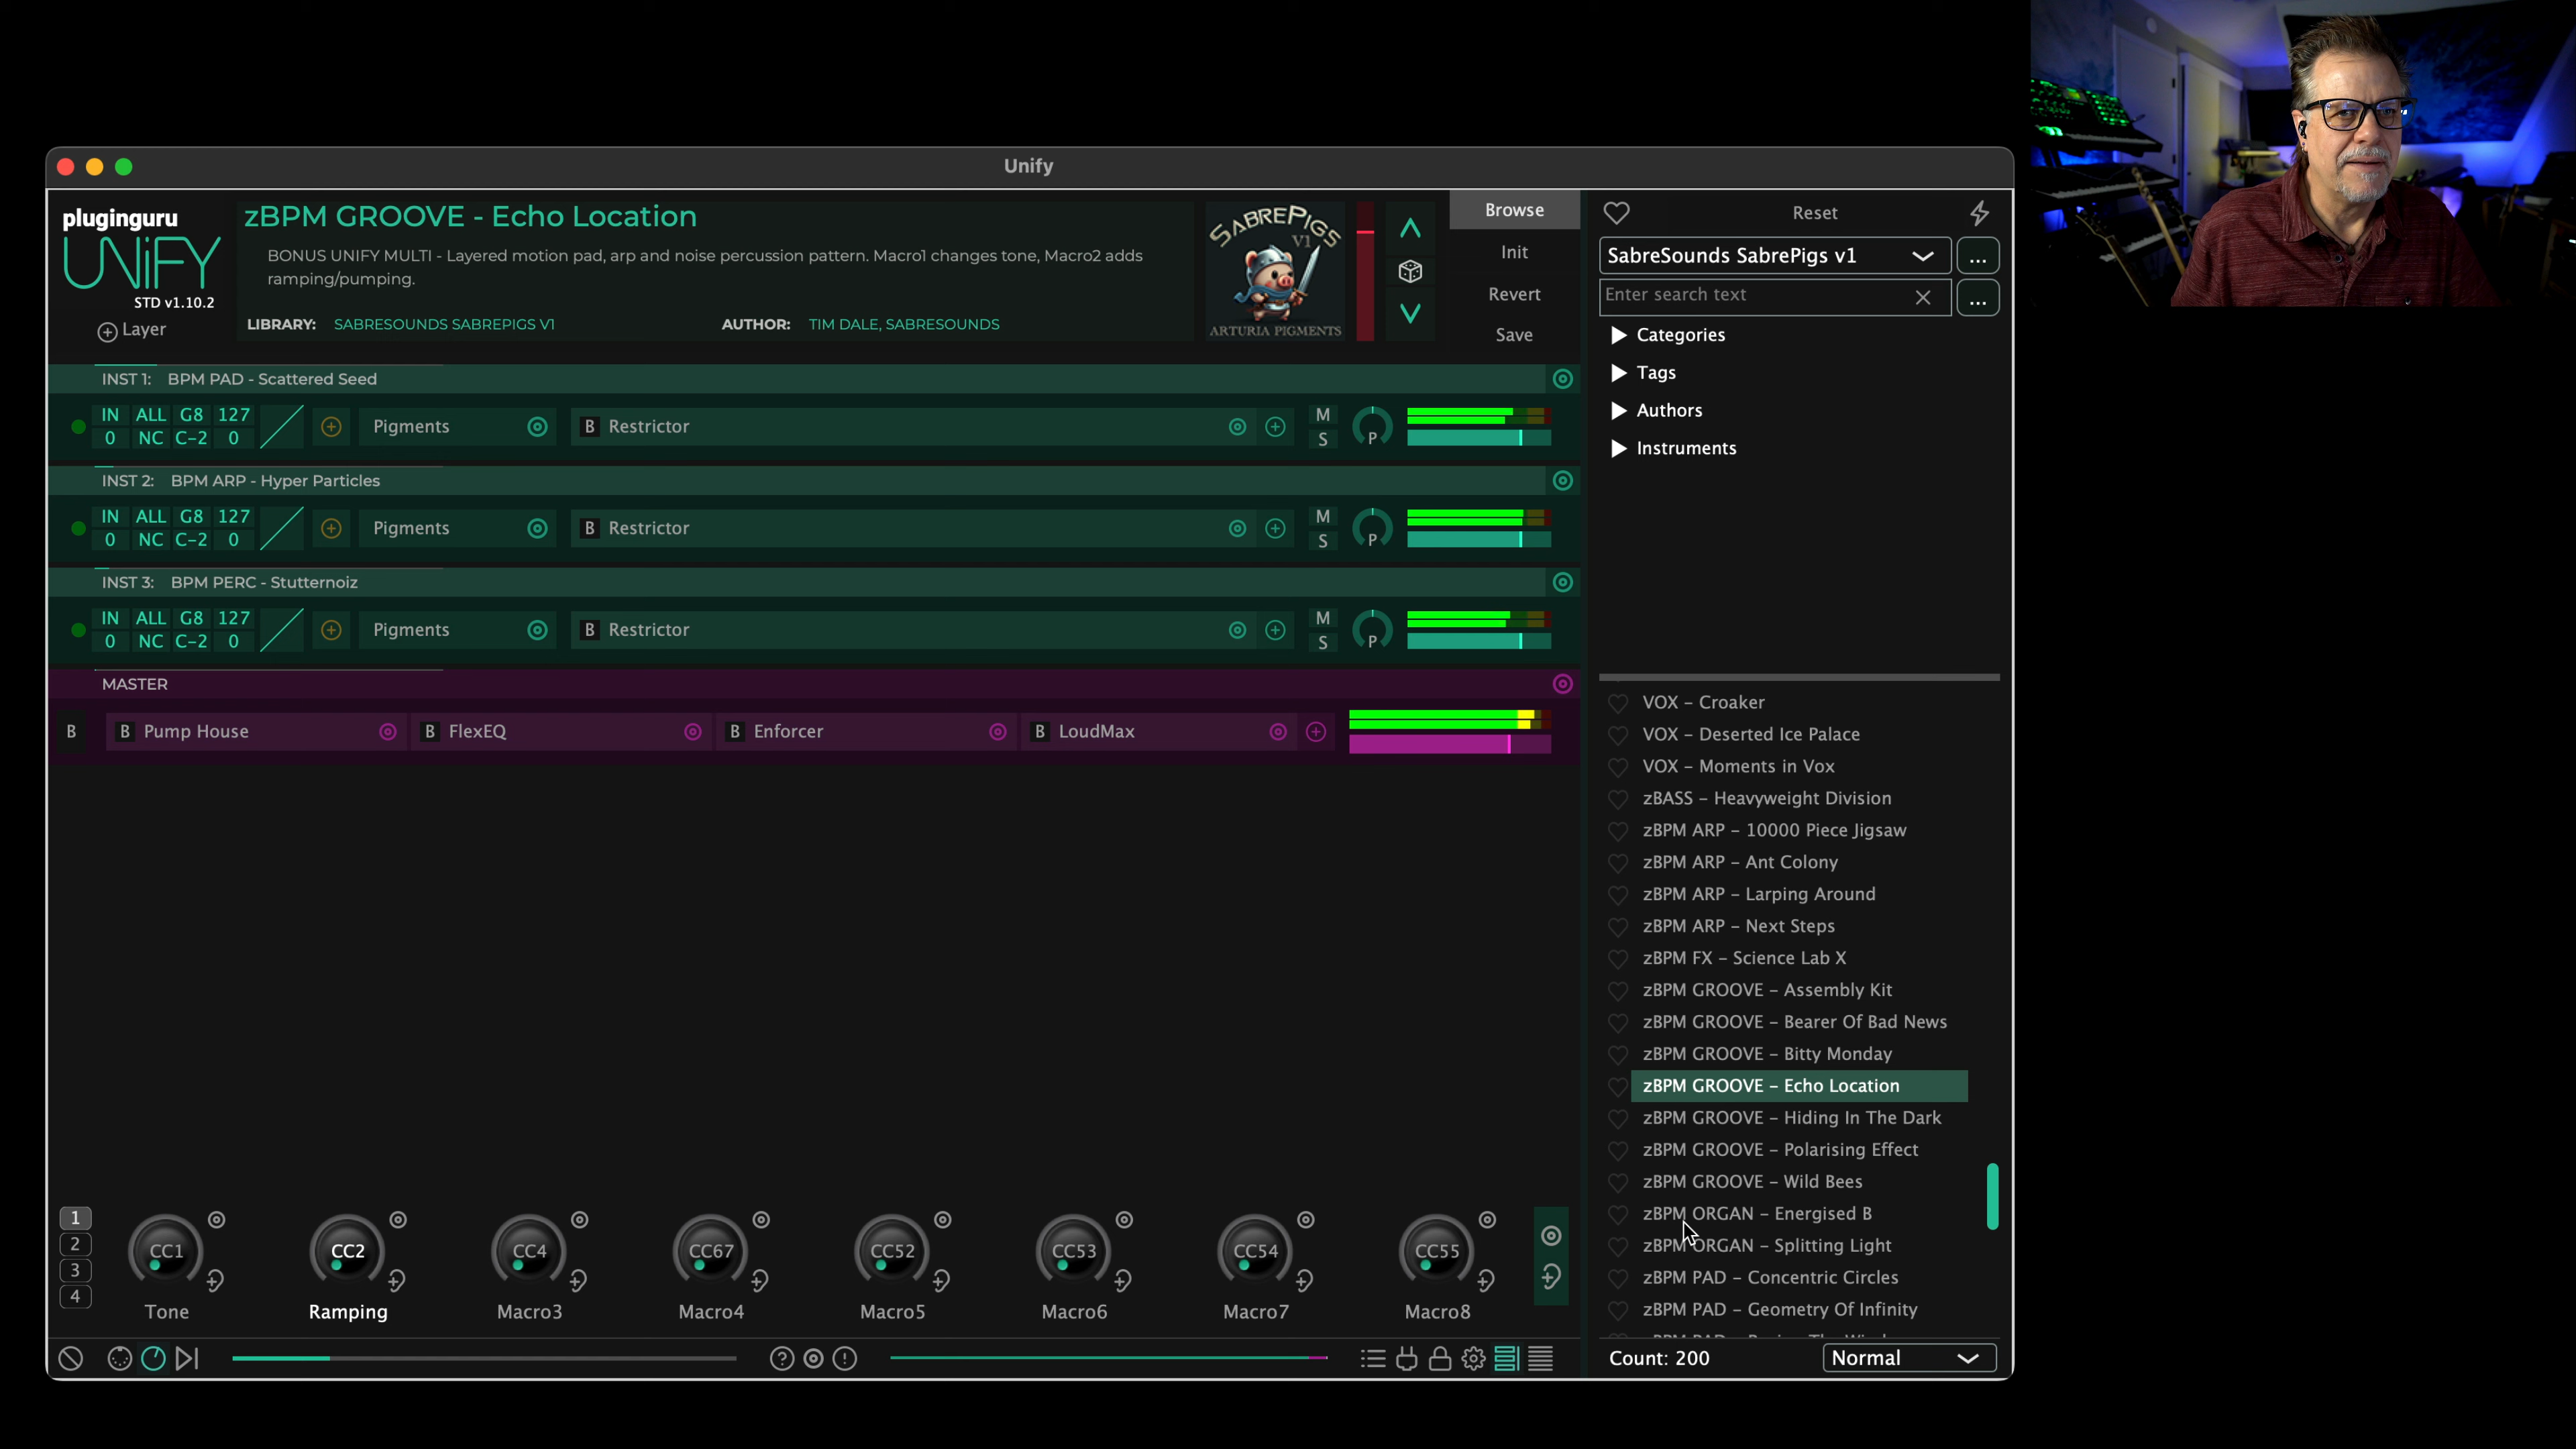 Unify
pluginguru
UNiFY
STD v1.10.2
+ Layer
zBPM GROOVE - Echo Location
BONUS UNIFY MULTI - Layered motion pad, arp and noise percussion pattern. Macro1 changes tone, Macro2 adds
ramping/pumping.
LIBRARY: SABRESOUNDS SABREPIGS V1 AUTHOR: TIM DALE, SABRESOUNDS
SABREPIGS
V1
ARTURIA PIGMENTS
Browse
Init
Revert
Save
INST 1: BPM PAD - Scattered Seed
IN ALL G8 127
0 NC C-2 0
Pigments B Restrictor M S P
INST 2: BPM ARP - Hyper Particles
IN ALL G8 127
0 NC C-2 0
Pigments B Restrictor M S P
INST 3: BPM PERC - Stutternoiz
IN ALL G8 127
0 NC C-2 0
Pigments B Restrictor M S P
MASTER
B B Pump House B FlexEQ B Enforcer B LoudMax
1
2
3
4
CC1 CC2 CC4 CC67 CC52 CC53 CC54 CC55
Tone Ramping Macro3 Macro4 Macro5 Macro6 Macro7 Macro8
Reset
SabreSounds SabrePigs v1 ...
Enter search text ...
Categories
Tags
Authors
Instruments
VOX – Croaker
VOX – Deserted Ice Palace
VOX – Moments in Vox
zBASS – Heavyweight Division
zBPM ARP – 10000 Piece Jigsaw
zBPM ARP – Ant Colony
zBPM ARP – Larping Around
zBPM ARP – Next Steps
zBPM FX – Science Lab X
zBPM GROOVE – Assembly Kit
zBPM GROOVE – Bearer Of Bad News
zBPM GROOVE – Bitty Monday
zBPM GROOVE – Echo Location
zBPM GROOVE – Hiding In The Dark
zBPM GROOVE – Polarising Effect
zBPM GROOVE – Wild Bees
zBPM ORGAN – Energised B
zBPM ORGAN – Splitting Light
zBPM PAD – Concentric Circles
zBPM PAD – Geometry Of Infinity
Count: 200 Normal